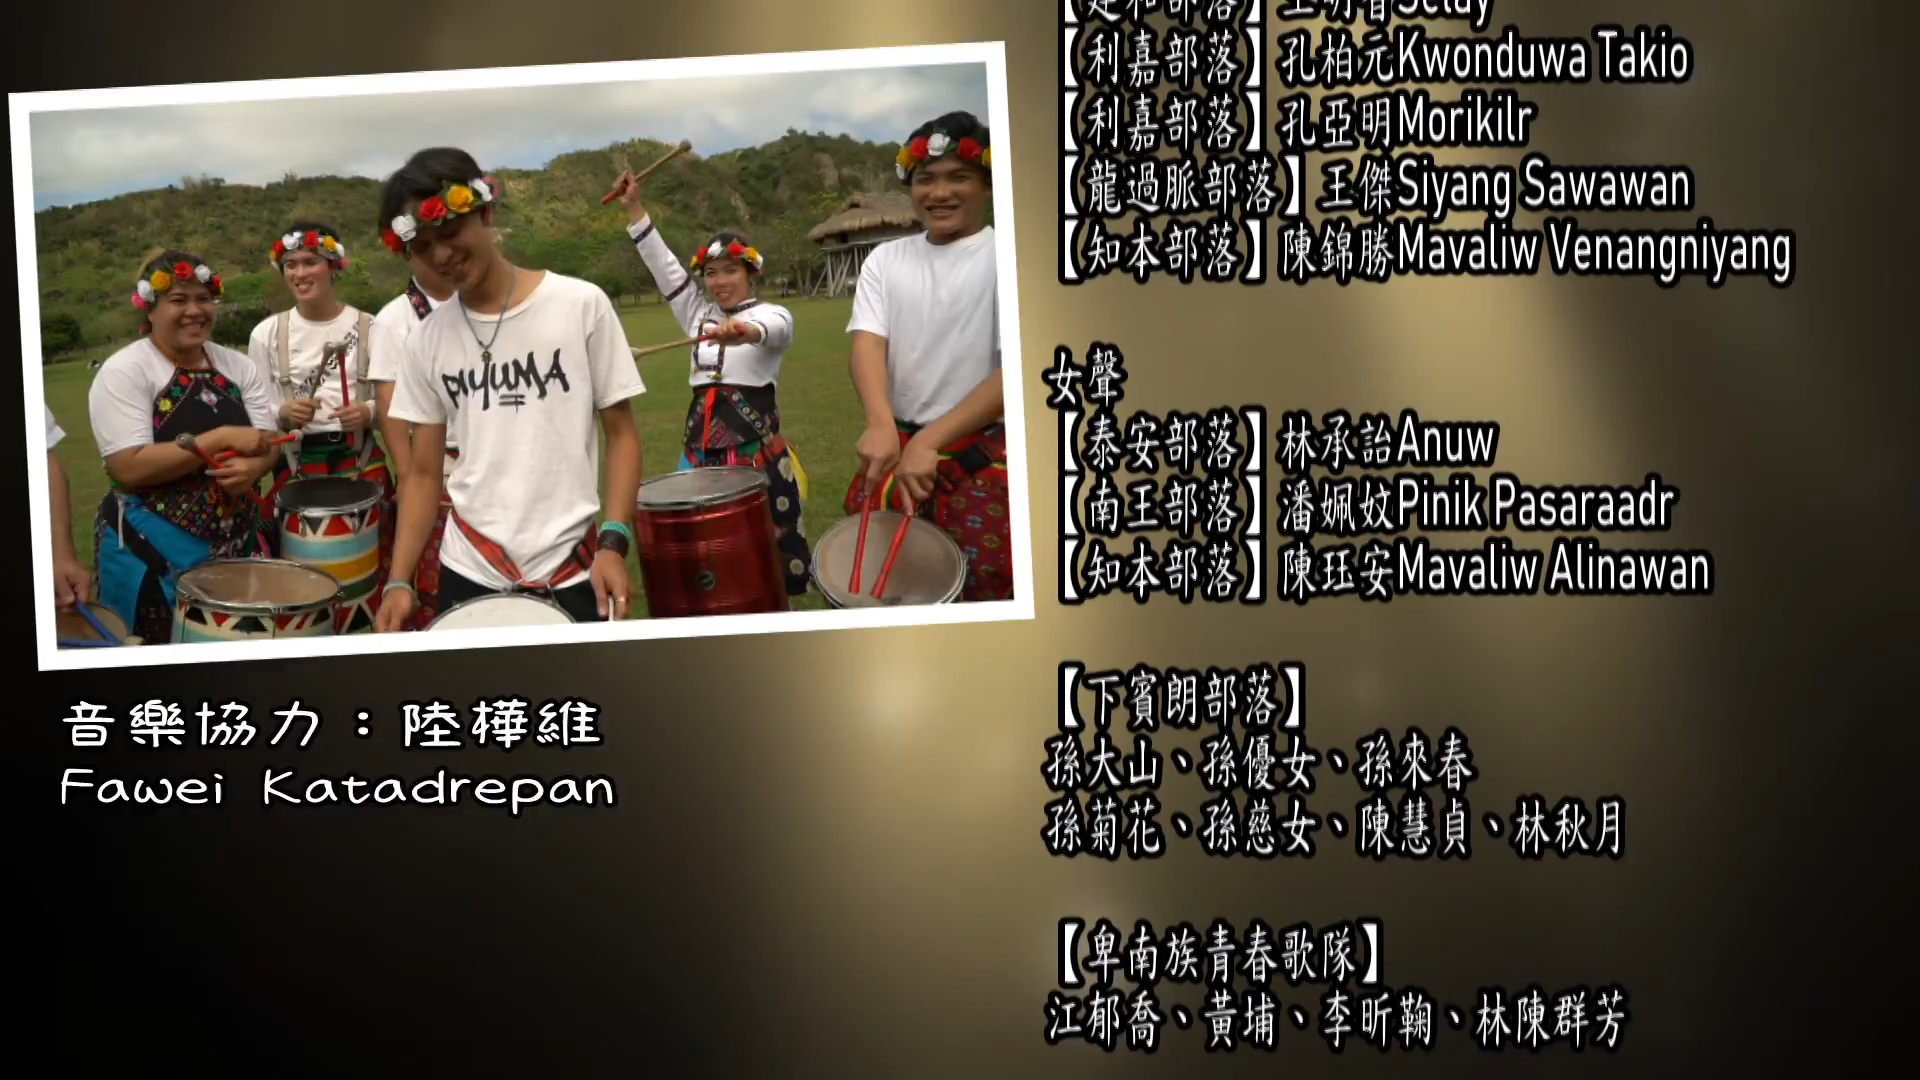 PUYUMA
音樂協力：陸樺維
Fawei Katadrepan
【利嘉部落】孔柏元Kwonduwa Takio
【利嘉部落】孔亞明Morikilr
【龍過脈部落】王傑Siyang Sawawan
【知本部落】陳錦勝Mavaliw Venangniyang
女聲
【泰安部落】林承詒Anuw
【南王部落】潘姵妏Pinik Pasaraadr
【知本部落】陳珏安Mavaliw Alinawan
【下賓朗部落】
孫大山、孫優女、孫來春
孫菊花、孫慈女、陳慧貞、林秋月
【卑南族青春歌隊】
江郁喬、黃埔、李昕鞠、林陳群芳